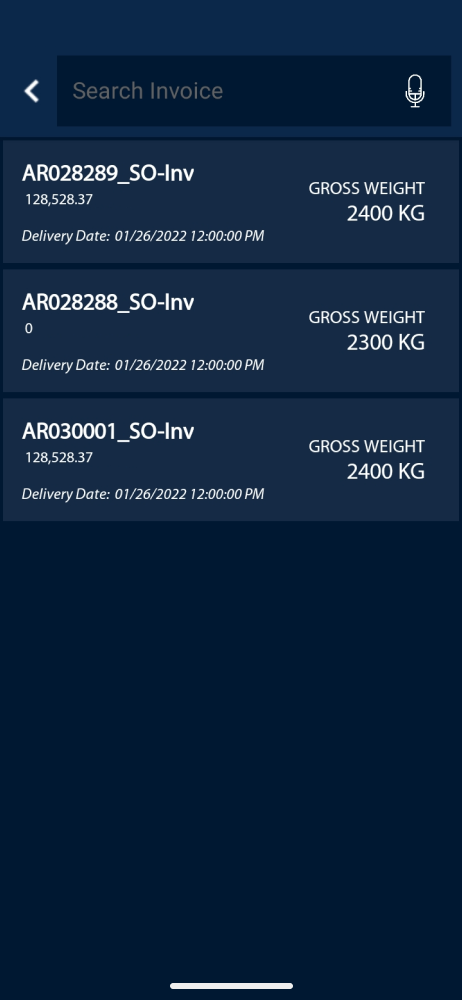 Search Invoice
AR028289_SO-Inv
128,528.37
Delivery Date: 01/26/2022 12:00:00 PM
GROSS WEIGHT
2400 KG
AR028288_SO-Inv
0
Delivery Date: 01/26/2022 12:00:00 PM
GROSS WEIGHT
2300 KG
AR030001_SO-Inv
128,528.37
Delivery Date: 01/26/2022 12:00:00 PM
GROSS WEIGHT
2400 KG